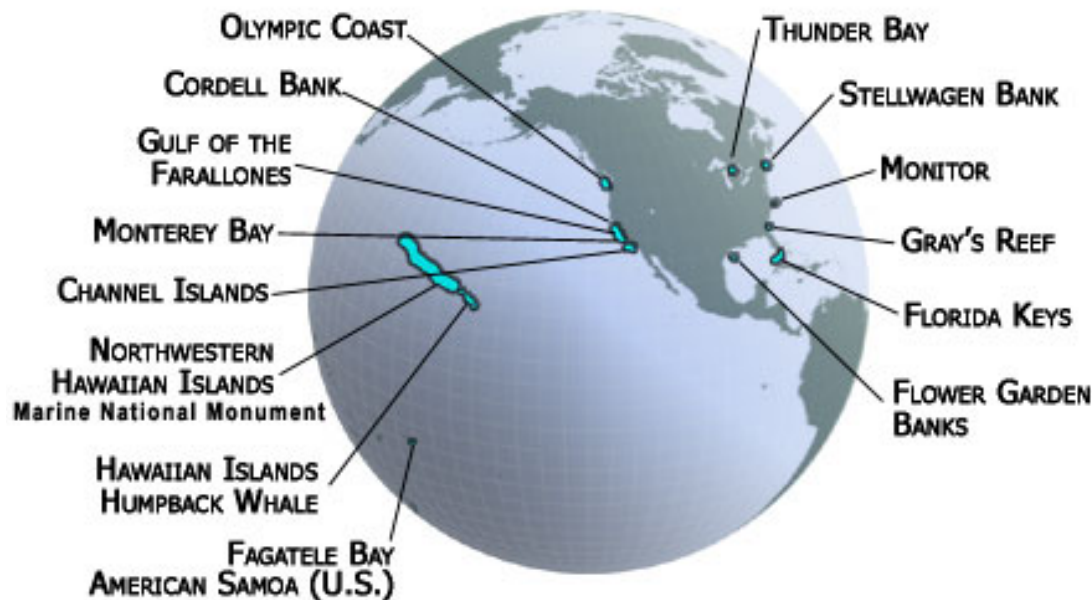 OLYMPIC COAST
CORDELL BANK
GULF OF THE
FARALLONES
MONTEREY BAY
CHANNEL ISLANDS
NORTHWESTERN
HAWAIIAN ISLANDS
Marine National Monument
HAWAIIAN ISLANDS
HUMPBACK WHALE
FAGATELE BAY
AMERICAN SAMOA (U.S.)
THUNDER BAY
STELLWAGEN BANK
MONITOR
GRAY'S REEF
FLORIDA KEYS
FLOWER GARDEN
BANKS